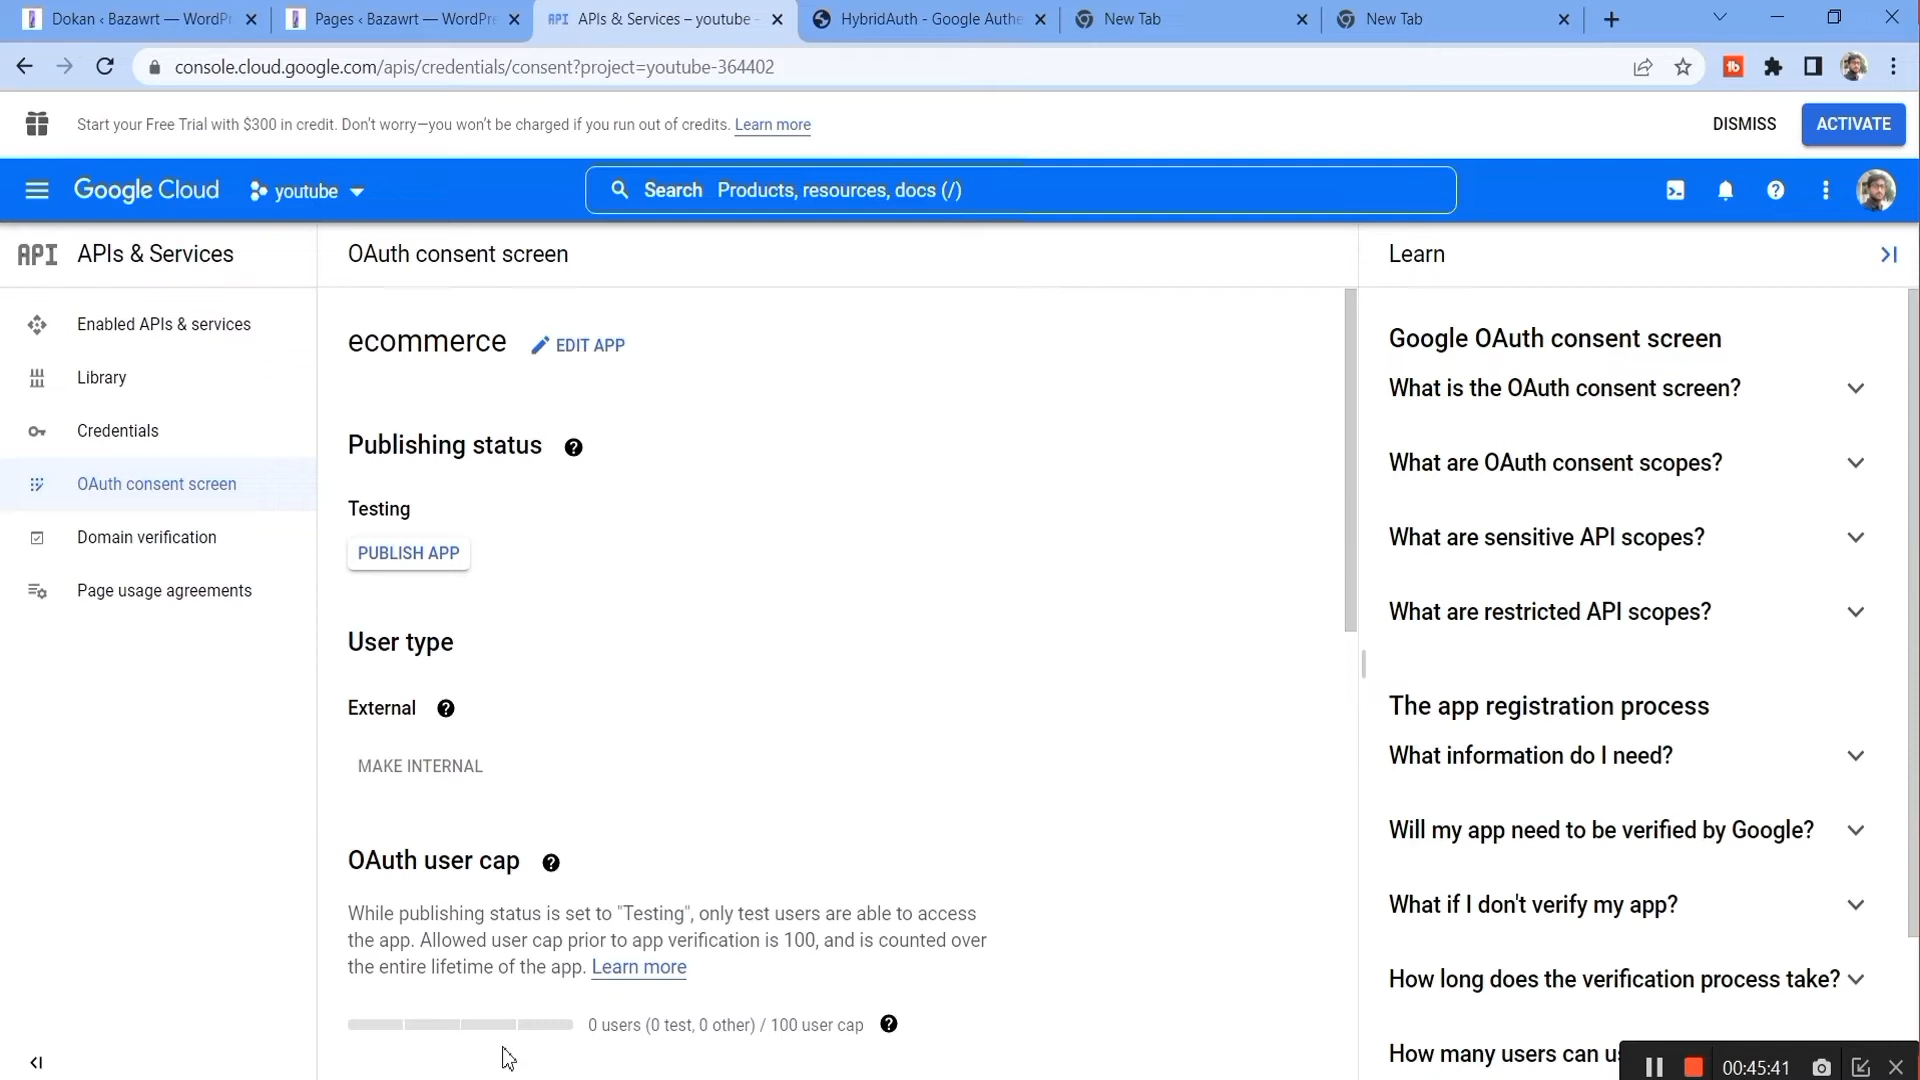 Dokan ‹ Bazawrt — WordPr
Pages ‹ Bazawrt — WordPre
API APIs & Services – youtube -
HybridAuth - Google Authe
New Tab
New Tab
console.cloud.google.com/apis/credentials/consent?project=youtube-364402
Start your Free Trial with $300 in credit. Don't worry—you won't be charged if you run out of credits. Learn more
DISMISS
ACTIVATE
Google Cloud
youtube
Search Products, resources, docs (/)
API APIs & Services
Enabled APIs & services
Library
Credentials
OAuth consent screen
Domain verification
Page usage agreements
OAuth consent screen
ecommerce
EDIT APP
Publishing status
Testing
PUBLISH APP
User type
External
MAKE INTERNAL
OAuth user cap
While publishing status is set to "Testing", only test users are able to access
the app. Allowed user cap prior to app verification is 100, and is counted over
the entire lifetime of the app. Learn more
0 users (0 test, 0 other) / 100 user cap
Learn
Google OAuth consent screen
What is the OAuth consent screen?
What are OAuth consent scopes?
What are sensitive API scopes?
What are restricted API scopes?
The app registration process
What information do I need?
Will my app need to be verified by Google?
What if I don't verify my app?
How long does the verification process take?
How many users can u
00:45:41